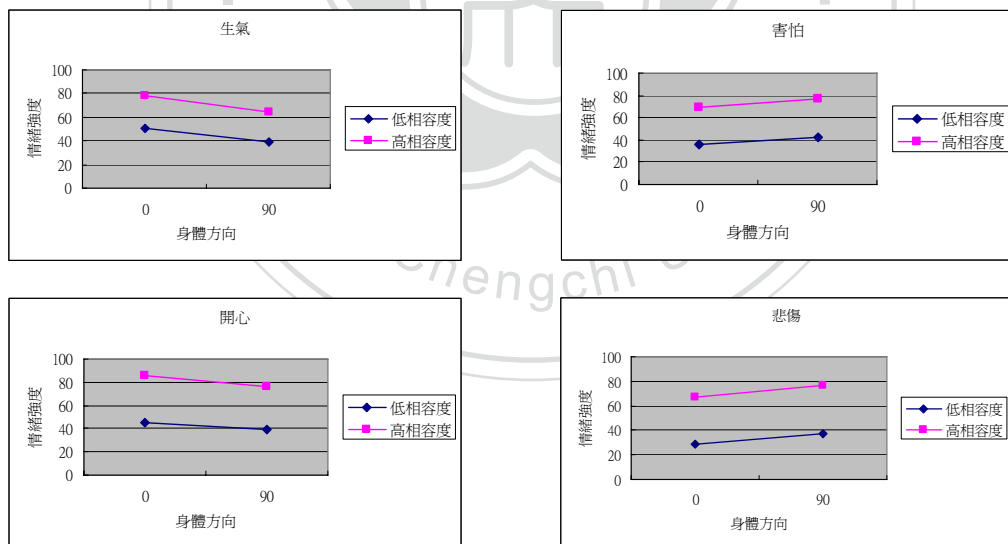 生氣
情緒強度
100
80
60
40
20
0
0
90
身體方向
低相容度
高相容度
害怕
情緒強度
100
80
60
40
20
0
0
90
身體方向
低相容度
高相容度
開心
情緒強度
100
80
60
40
20
0
0
90
身體方向
低相容度
高相容度
悲傷
情緒強度
100
80
60
40
20
0
0
90
身體方向
低相容度
高相容度
Chengchi U